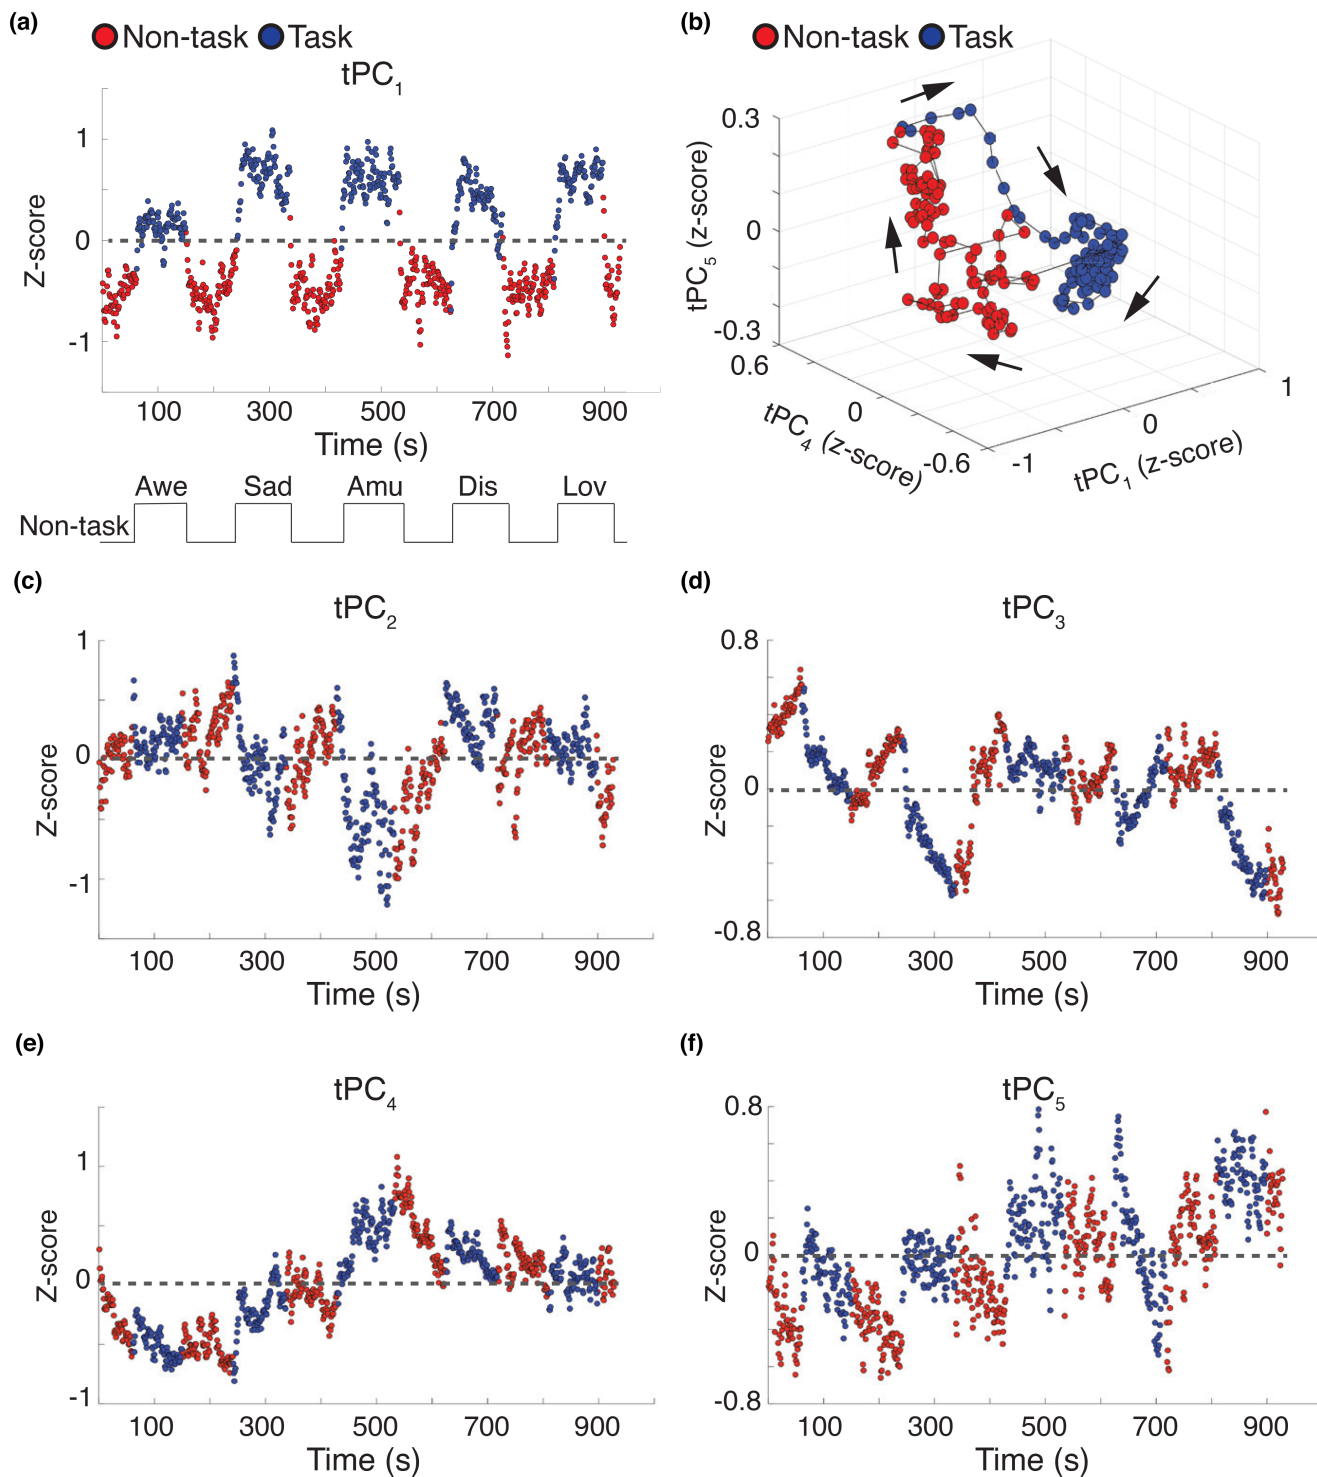 (a)
Non-task Task
tPC1
Z-score
1
0
-1
100 300 500 700 900
Time (s)
Awe Sad Amu Dis Lov
Non-task
(b)
Non-task Task
tPC5 (z-score)
0.3
0
-0.3
0.6
0
-0.6
tPC4 (z-score)
-1
0
1
tPC1 (z-score)
(c)
tPC2
Z-score
1
0
-1
100 300 500 700 900
Time (s)
(d)
tPC3
Z-score
0.8
0
-0.8
100 300 500 700 900
Time (s)
(e)
tPC4
Z-score
1
0
-1
100 300 500 700 900
Time (s)
(f)
tPC5
Z-score
0.8
0
-0.8
100 300 500 700 900
Time (s)